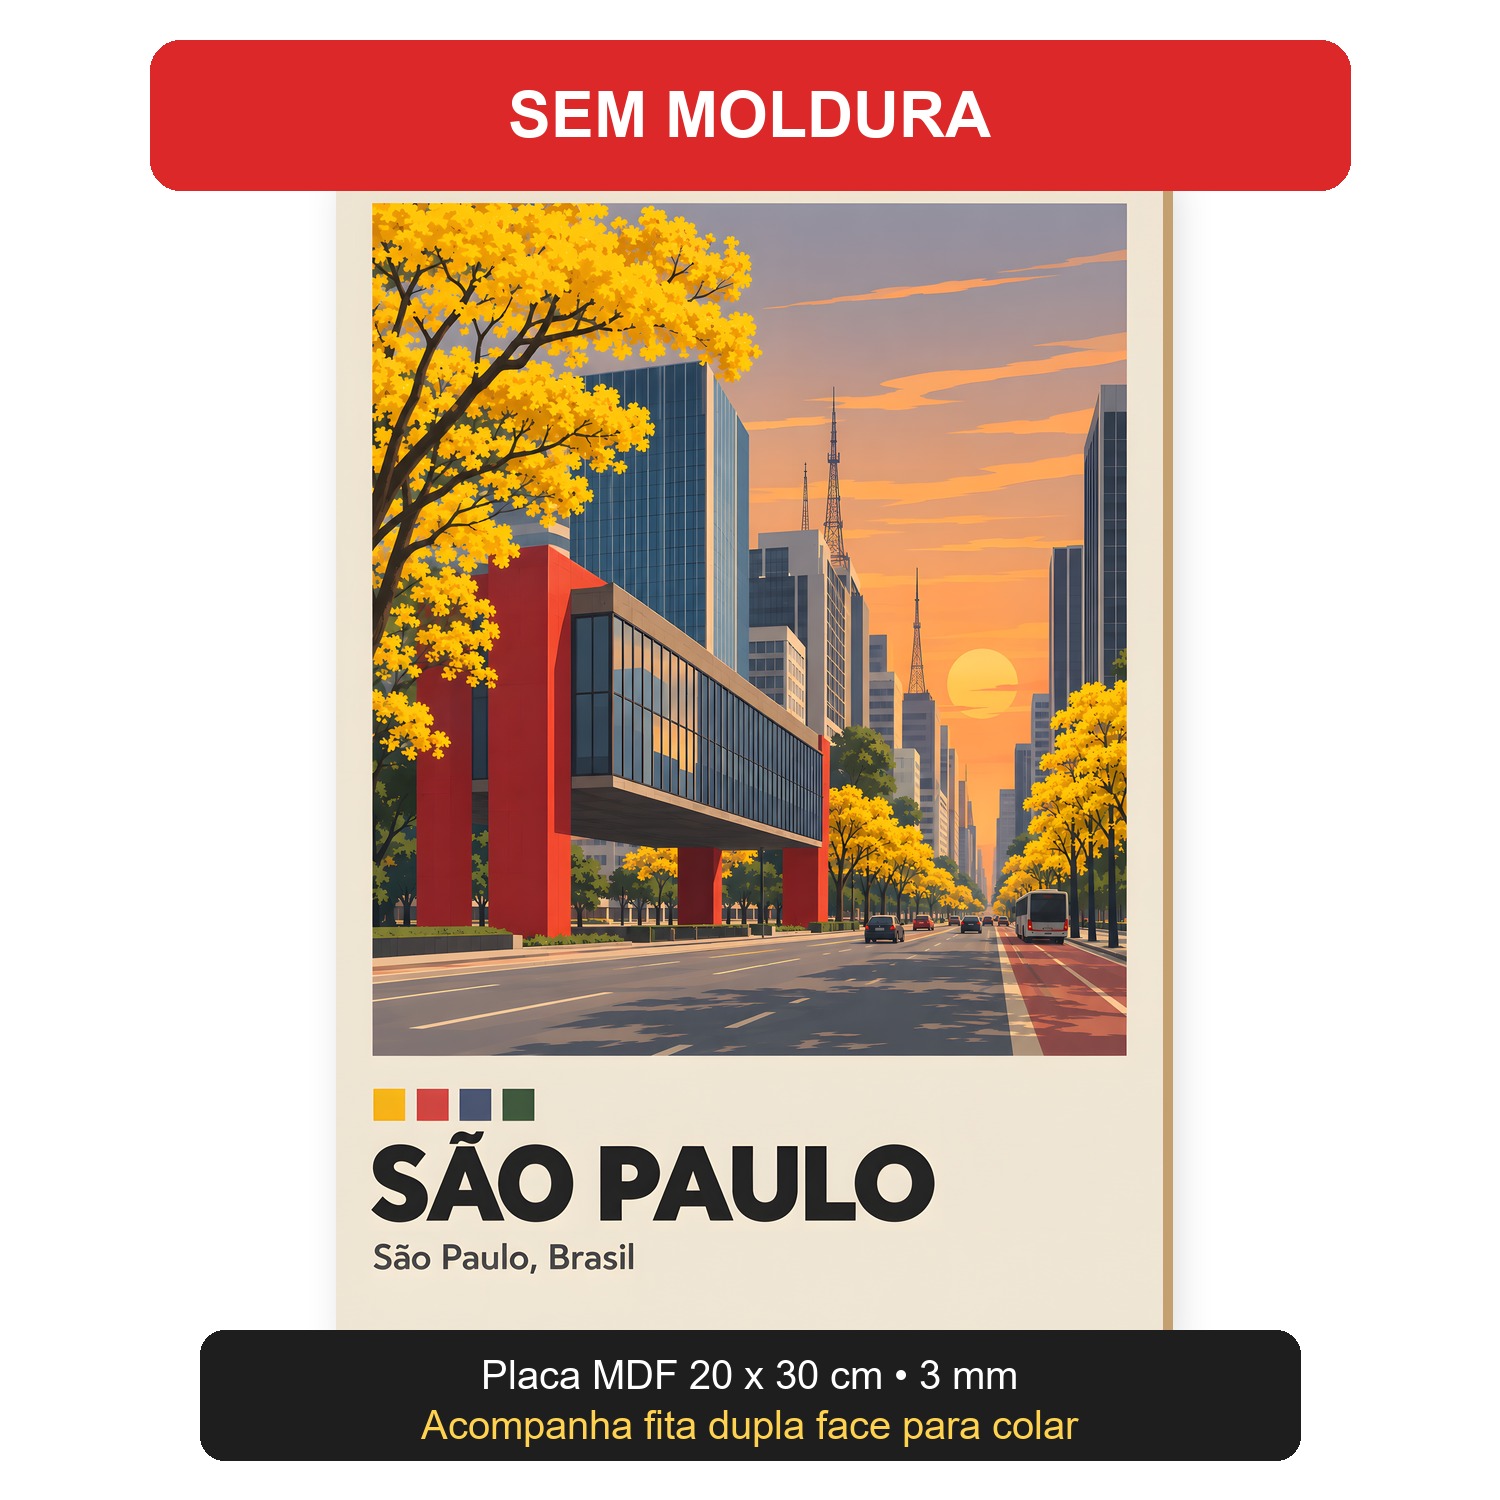 SEM MOLDURA
SÃO PAULO
São Paulo, Brasil
Placa MDF 20 x 30 cm • 3 mm
Acompanha fita dupla face para colar